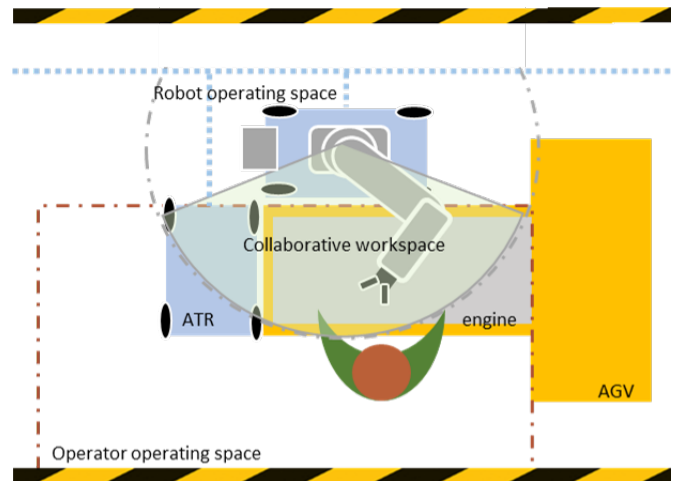 Robot operating space
Collaborative workspace
ATR
engine
AGV
Operator operating space